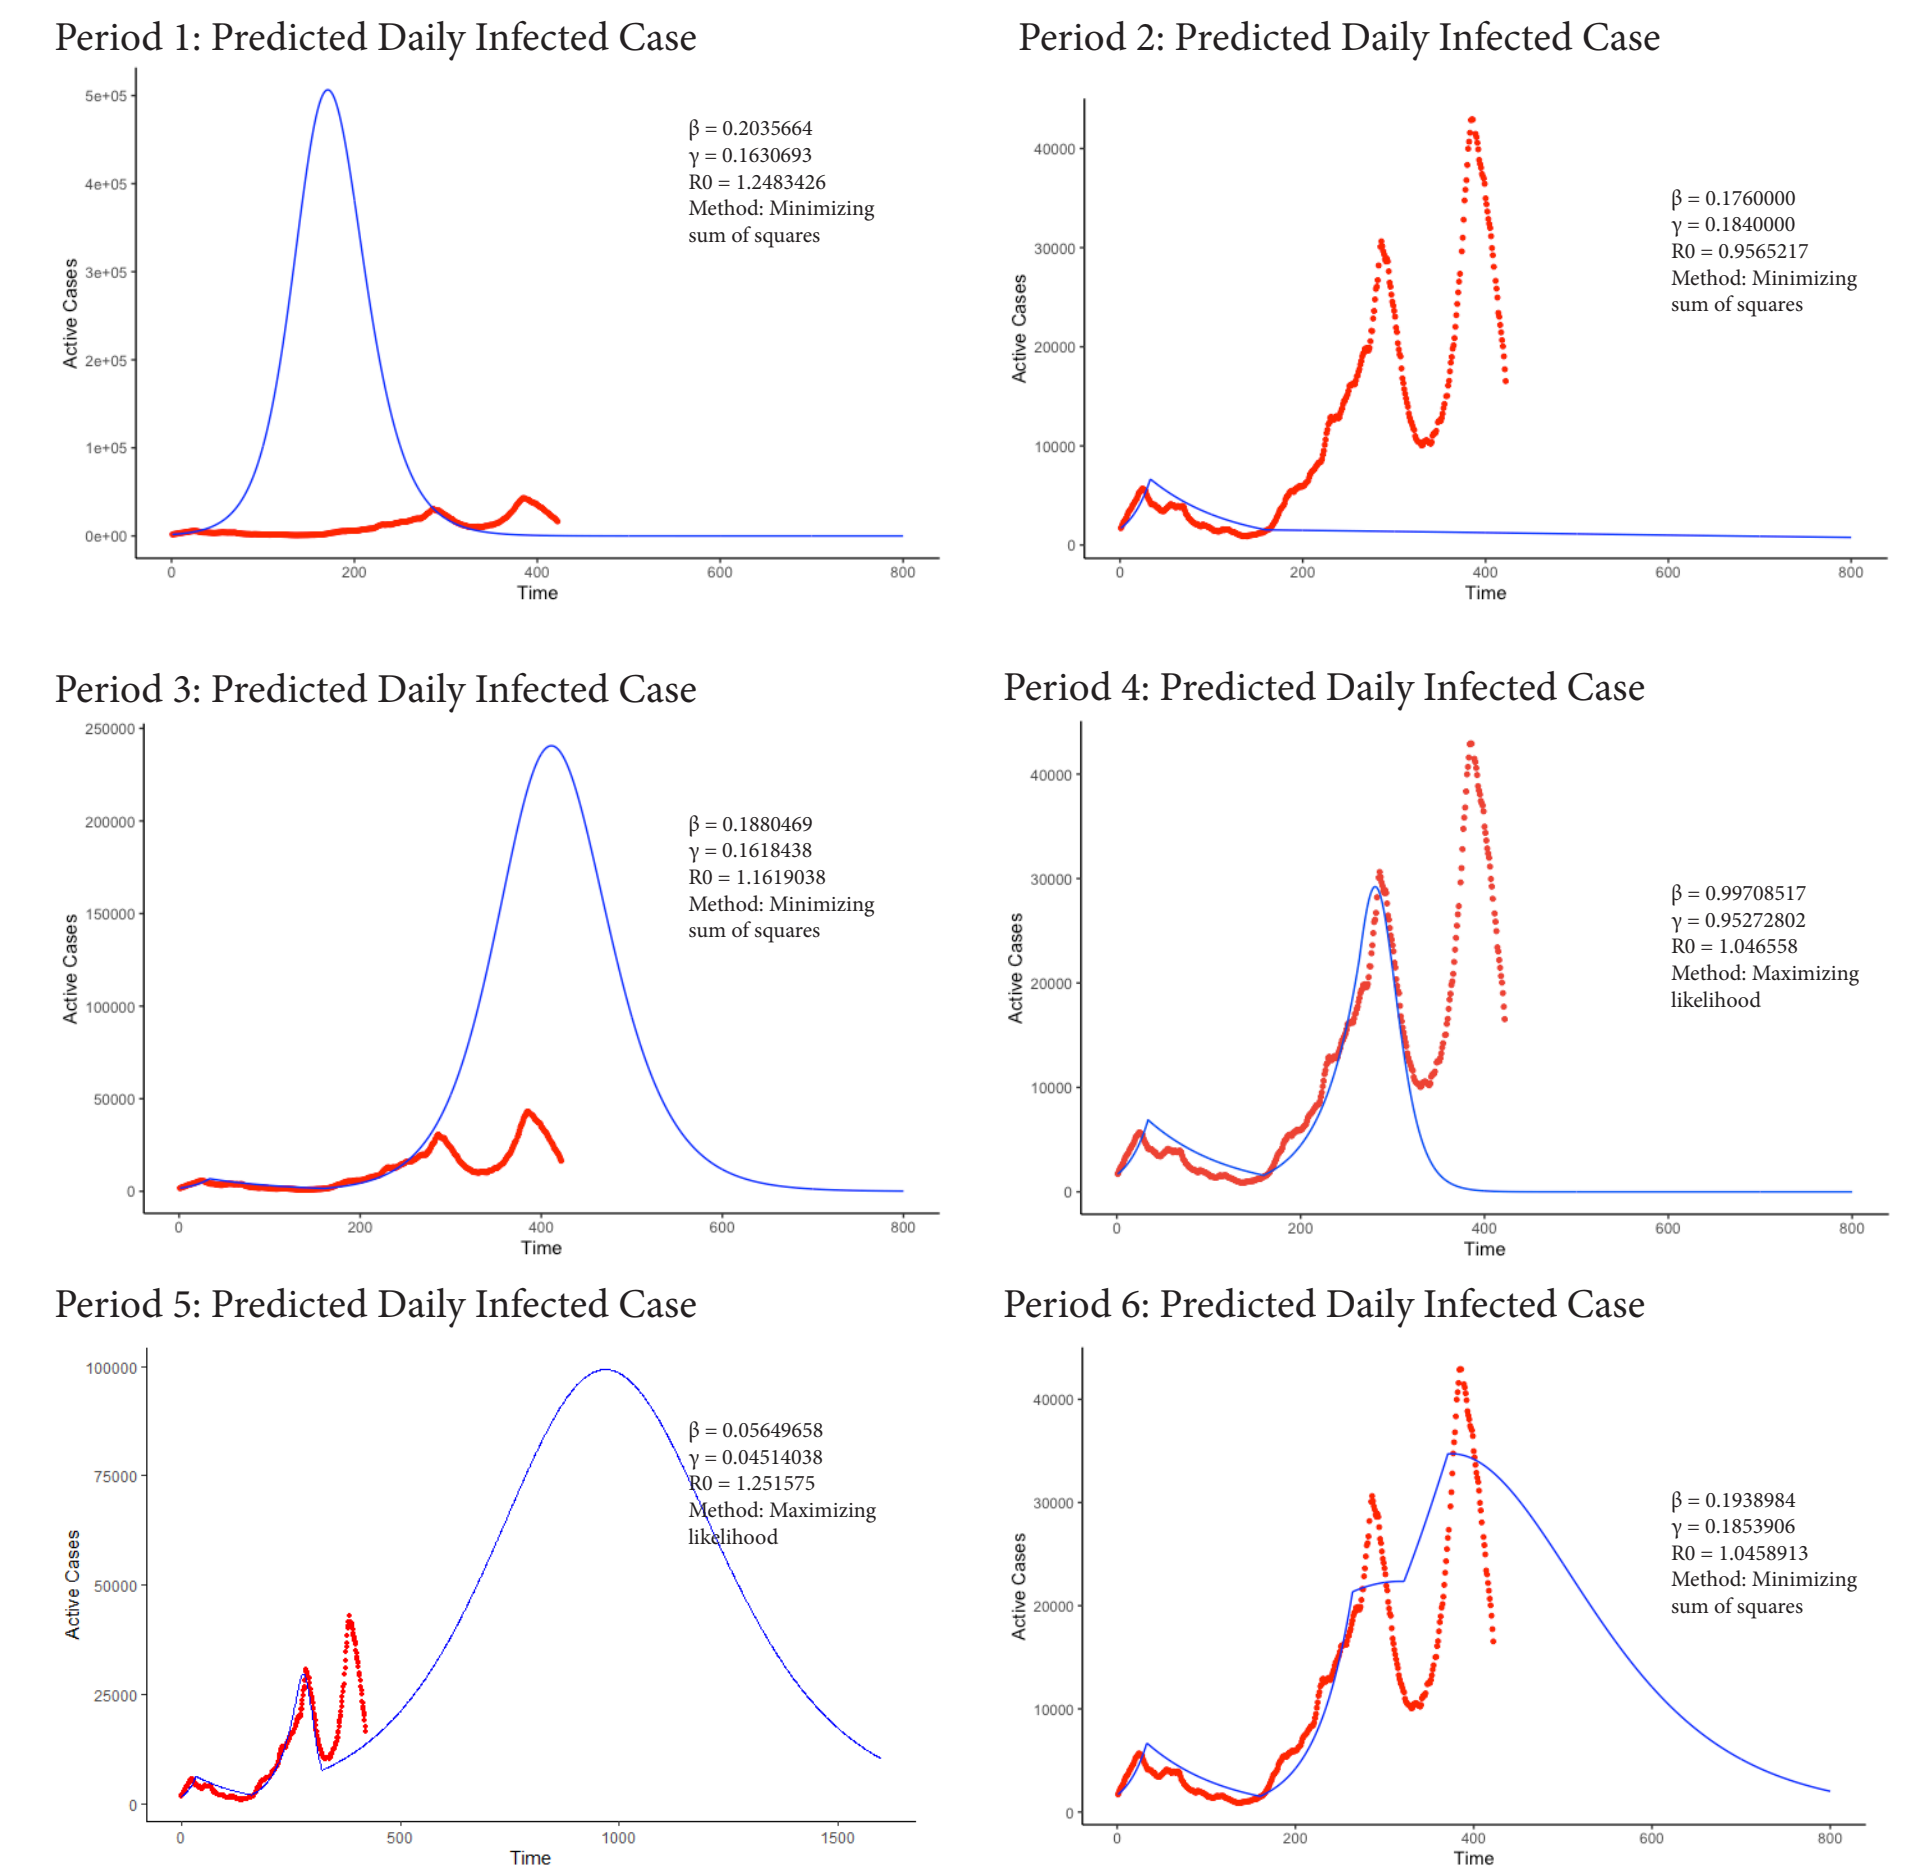 Period 1: Predicted Daily Infected Case
5e+05
4e+05
3e+05
2e+05
1e+05
0e+00
Active Cases
0 200 400 600 800
Time
β = 0.2035664
γ = 0.1630693
R0 = 1.2483426
Method: Minimizing
sum of squares
Period 2: Predicted Daily Infected Case
40000
30000
20000
10000
0
Active Cases
0 200 400 600 800
Time
β = 0.1760000
γ = 0.1840000
R0 = 0.9565217
Method: Minimizing
sum of squares
Period 3: Predicted Daily Infected Case
250000
200000
150000
100000
50000
0
Active Cases
0 200 400 600 800
Time
β = 0.1880469
γ = 0.1618438
R0 = 1.1619038
Method: Minimizing
sum of squares
Period 4: Predicted Daily Infected Case
40000
30000
20000
10000
0
Active Cases
0 200 400 600 800
Time
β = 0.99708517
γ = 0.95272802
R0 = 1.046558
Method: Maximizing
likelihood
Period 5: Predicted Daily Infected Case
100000
75000
50000
25000
0
Active Cases
0 500 1000 1500
Time
β = 0.05649658
γ = 0.04514038
R0 = 1.251575
Method: Maximizing
likelihood
Period 6: Predicted Daily Infected Case
40000
30000
20000
10000
0
Active Cases
0 200 400 600 800
Time
β = 0.1938984
γ = 0.1853906
R0 = 1.0458913
Method: Minimizing
sum of squares